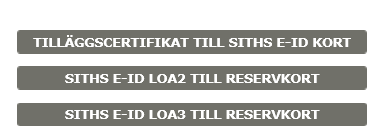 TILLÄGGSCERTIFIKAT TILL SITHS E-ID KORT
SITHS E-ID LOA2 TILL RESERVKORT
SITHS E-ID LOA3 TILL RESERVKORT